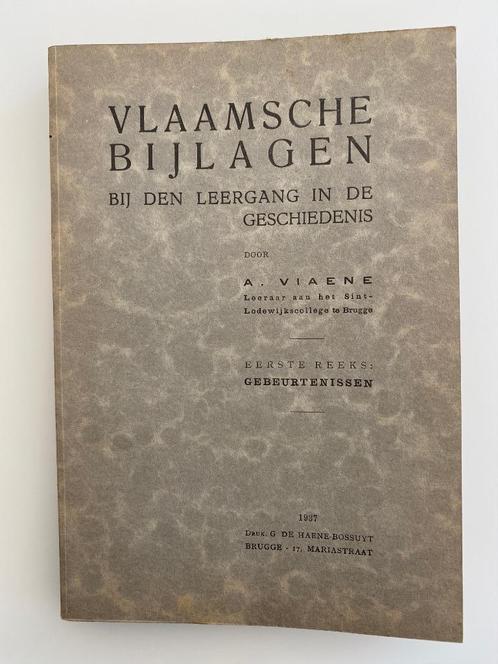 VLAAMSCHE
BIJLAGEN
BIJ DEN LEERGANG IN DE
GESCHIEDENIS
DOOR
A. VIAENE
Leeraar aan het Sint-
Lodewijkscollege te Brugge
EERSTE REEKS:
GEBEURTENISSEN
1937
DRUK. G DE HAENE-BOSSUYT
BRUGGE - 17, MARIASTRAAT